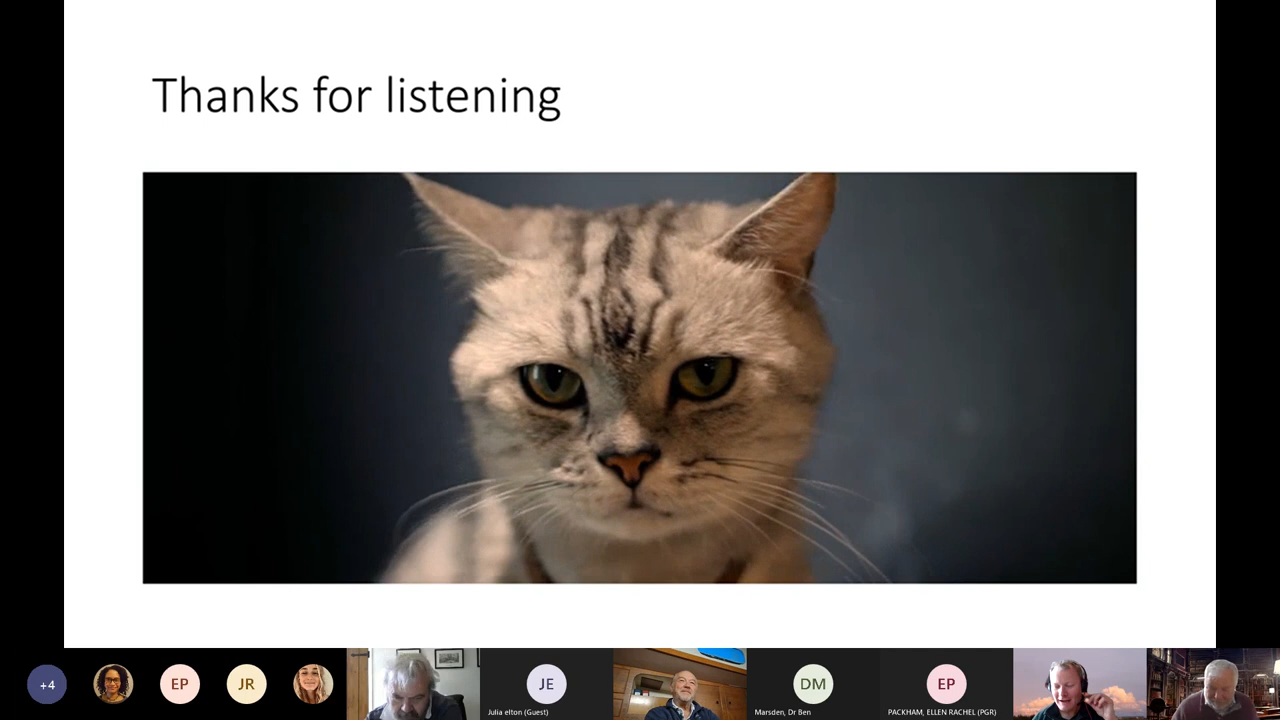 Thanks for listening
+4
EP
JR
JE
Julia elton (Guest)
DM
Marsden, Dr Ben
EP
PACKHAM, ELLEN RACHEL (PGR)